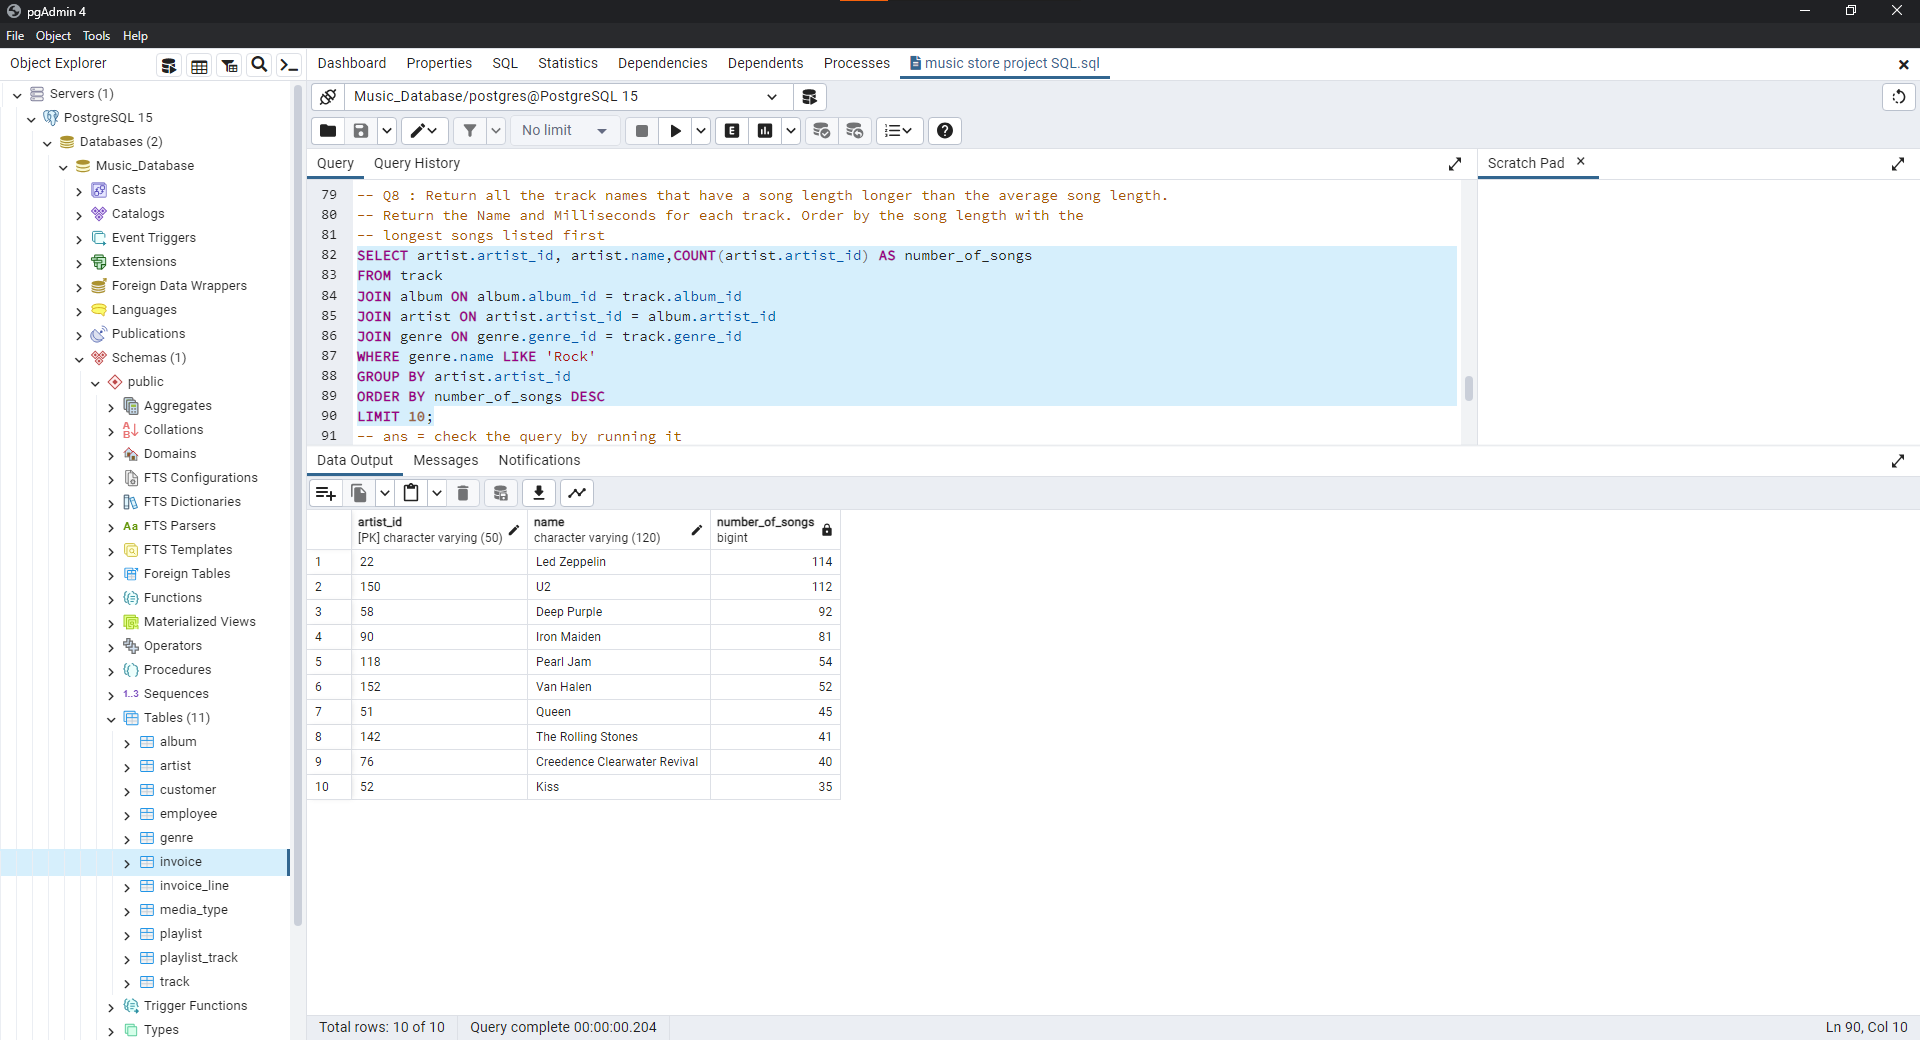 pgAdmin 4
File Object Tools Help
Object Explorer
Dashboard Properties SQL Statistics Dependencies Dependents Processes music store project SQL.sql
Servers (1)
PostgreSQL 15
Databases (2)
Music_Database
Casts
Catalogs
Event Triggers
Extensions
Foreign Data Wrappers
Languages
Publications
Schemas (1)
public
Aggregates
Collations
Domains
FTS Configurations
FTS Dictionaries
Aa FTS Parsers
FTS Templates
Foreign Tables
Functions
Materialized Views
Operators
Procedures
1..3 Sequences
Tables (11)
album
artist
customer
employee
genre
invoice
invoice_line
media_type
playlist
playlist_track
track
Trigger Functions
Types
Music_Database/postgres@PostgreSQL 15
No limit
E
Query Query History
Scratch Pad
79 -- Q8 : Return all the track names that have a song length longer than the average song length.
80 -- Return the Name and Milliseconds for each track. Order by the song length with the
81 -- longest songs listed first
82 SELECT artist.artist_id, artist.name,COUNT(artist.artist_id) AS number_of_songs
83 FROM track
84 JOIN album ON album.album_id = track.album_id
85 JOIN artist ON artist.artist_id = album.artist_id
86 JOIN genre ON genre.genre_id = track.genre_id
87 WHERE genre.name LIKE 'Rock'
88 GROUP BY artist.artist_id
89 ORDER BY number_of_songs DESC
90 LIMIT 10;
91 -- ans = check the query by running it
Data Output Messages Notifications
artist_id name number_of_songs
[PK] character varying (50) character varying (120) bigint
1 22 Led Zeppelin 114
2 150 U2 112
3 58 Deep Purple 92
4 90 Iron Maiden 81
5 118 Pearl Jam 54
6 152 Van Halen 52
7 51 Queen 45
8 142 The Rolling Stones 41
9 76 Creedence Clearwater Revival 40
10 52 Kiss 35
Total rows: 10 of 10 Query complete 00:00:00.204 Ln 90, Col 10